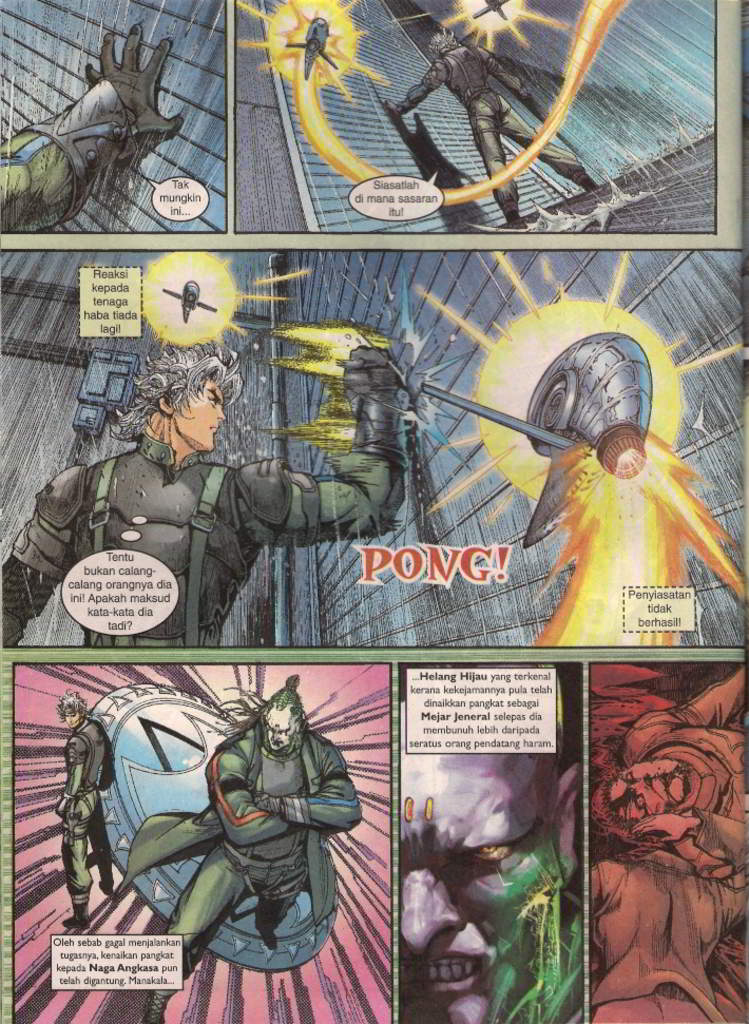 Tak
mungkin
ini...
Siasatlah
di mana sasaran
itu!
Reaksi
kepada
tenaga
haba tiada
lagi!
Tentu
bukan calang-
calang orangnya dia
ini! Apakah maksud
kata-kata dia
tadi?
PONG!
Penyiasatan
tidak
berhasil!
Oleh sebab gagal menjalankan
tugasnya, kenaikan pangkat
kepada Naga Angkasa pun
telah digantung. Manakala...
...Helang Hijau yang terkenal
kerana kekejamannya pula telah
dinaikkan pangkat sebagai
Mejar Jeneral selepas dia
membunuh lebih daripada
seratus orang pendatang haram.